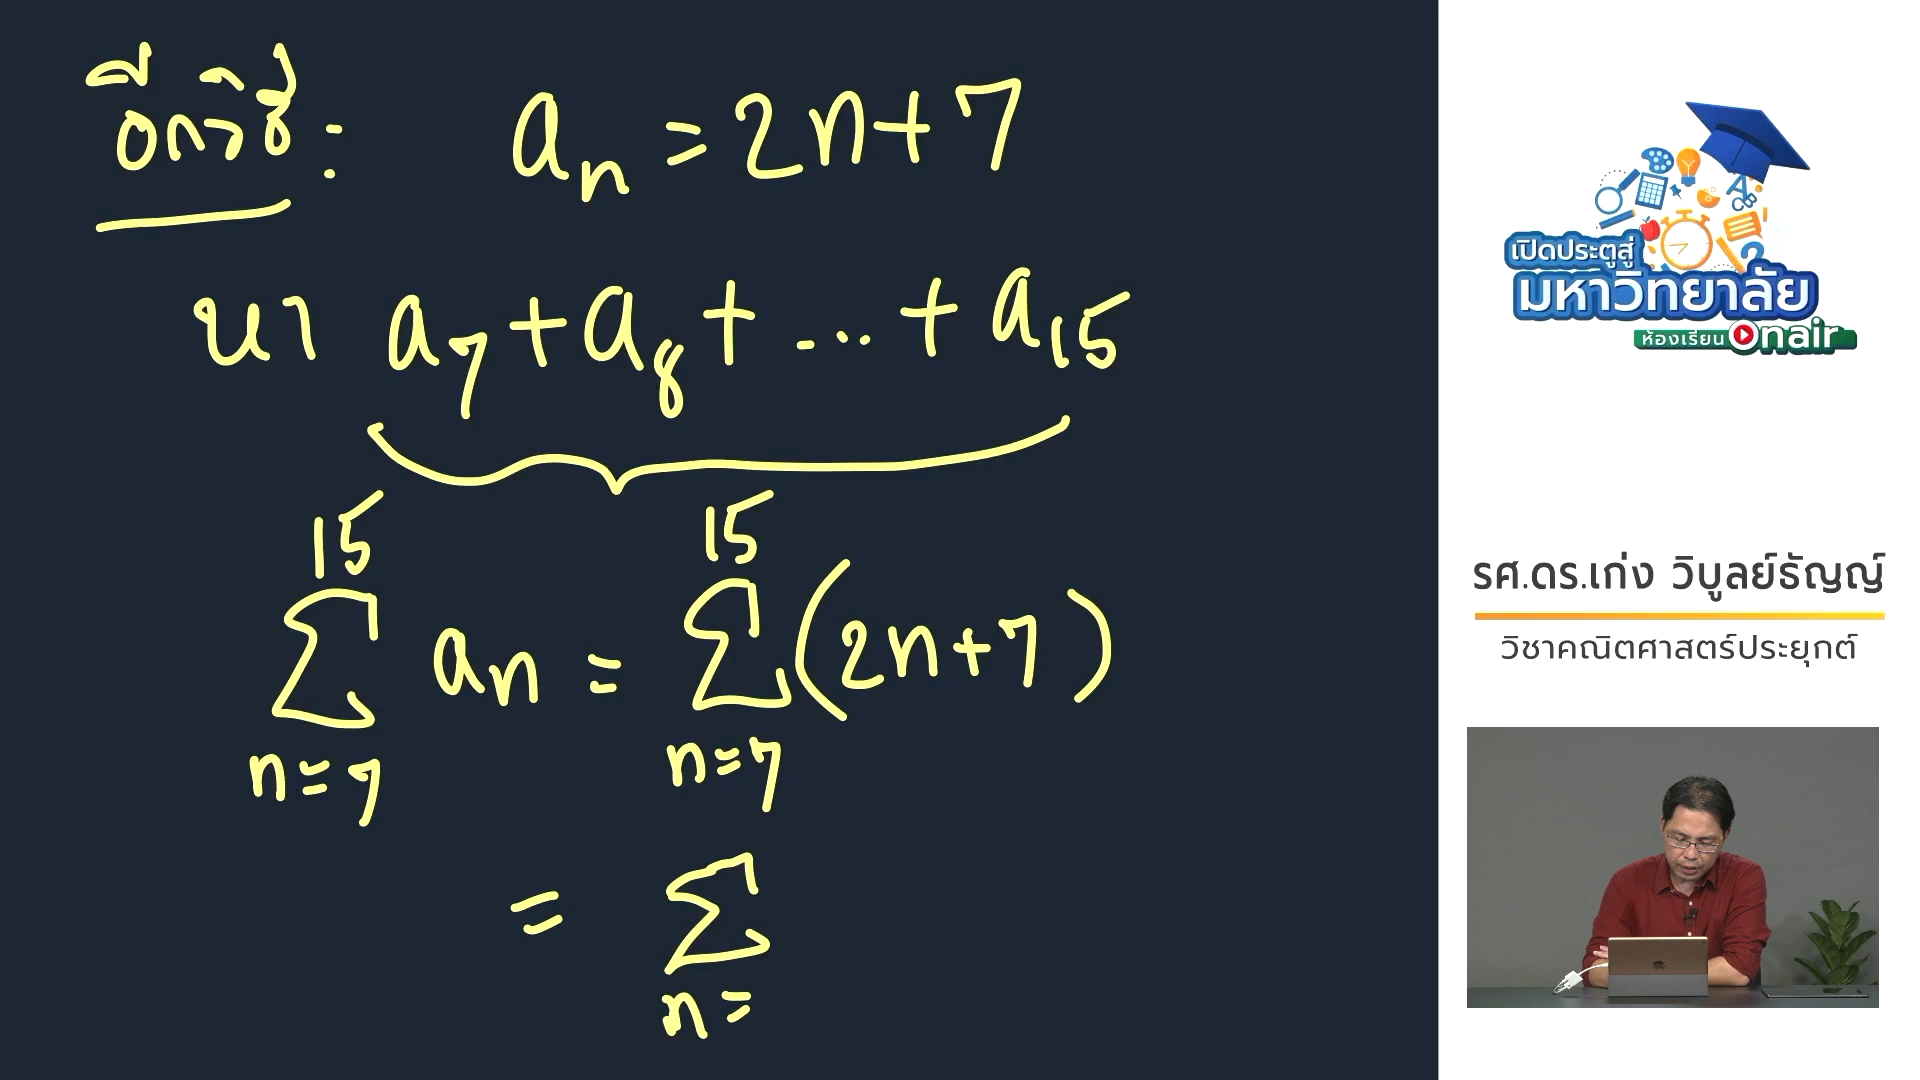 อีกวิธี : aₙ = 2n+7
หา a₇ + a₈ + ... + a₁₅
15 15
∑ aₙ = ∑ (2n+7)
n=7 n=7
= ∑
n=
เปิดประตูสู่
มหาวิทยาลัย
ห้องเรียน Onair
รศ.ดร.เก่ง วิบูลย์ธัญญ์
วิชาคณิตศาสตร์ประยุกต์